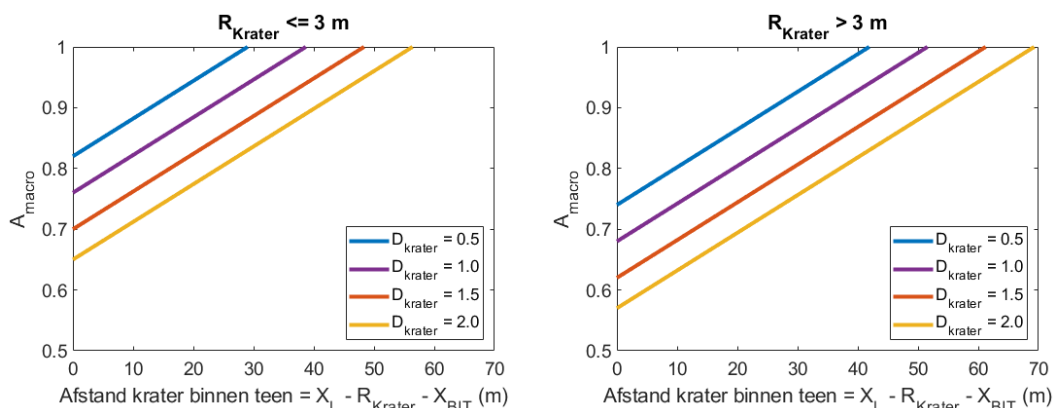 R_Krater <= 3 m
1
0.9
0.8
0.7
0.6
0.5
A_macro
D_krater = 0.5
D_krater = 1.0
D_krater = 1.5
D_krater = 2.0
0 10 20 30 40 50 60 70
Afstand krater binnen teen = X_L - R_Krater - X_BIT (m)
R_Krater > 3 m
1
0.9
0.8
0.7
0.6
0.5
A_macro
D_krater = 0.5
D_krater = 1.0
D_krater = 1.5
D_krater = 2.0
0 10 20 30 40 50 60 70
Afstand krater binnen teen = X_L - R_Krater - X_BIT (m)